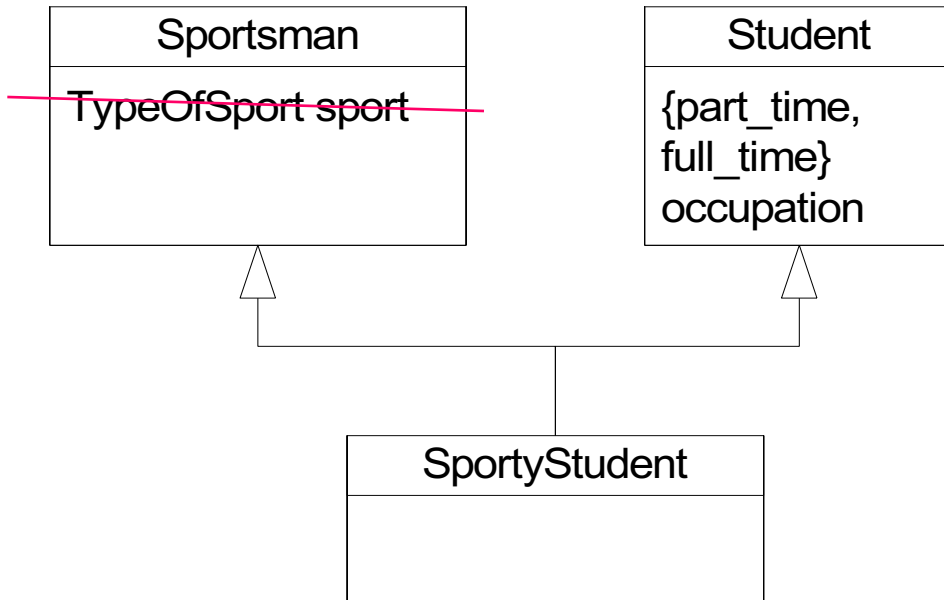 Sportsman
TypeOfSport sport
Student
{part_time,
full_time}
occupation
SportyStudent